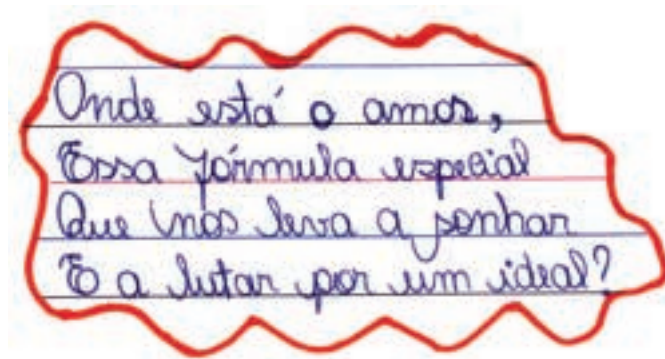 Onde está o amor,
Essa fórmula especial
Que nos leva a sonhar
E a lutar por um ideal?